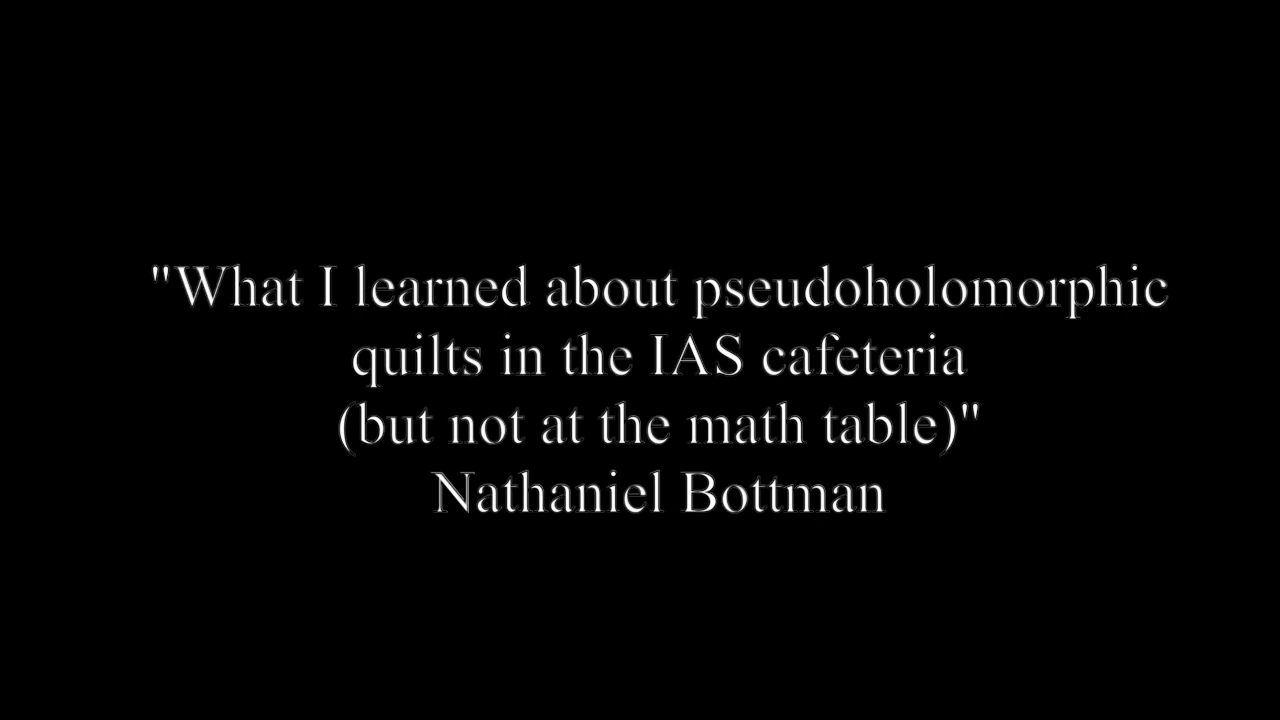 "What I learned about pseudoholomorphic
quilts in the IAS cafeteria
(but not at the math table)"
Nathaniel Bottman